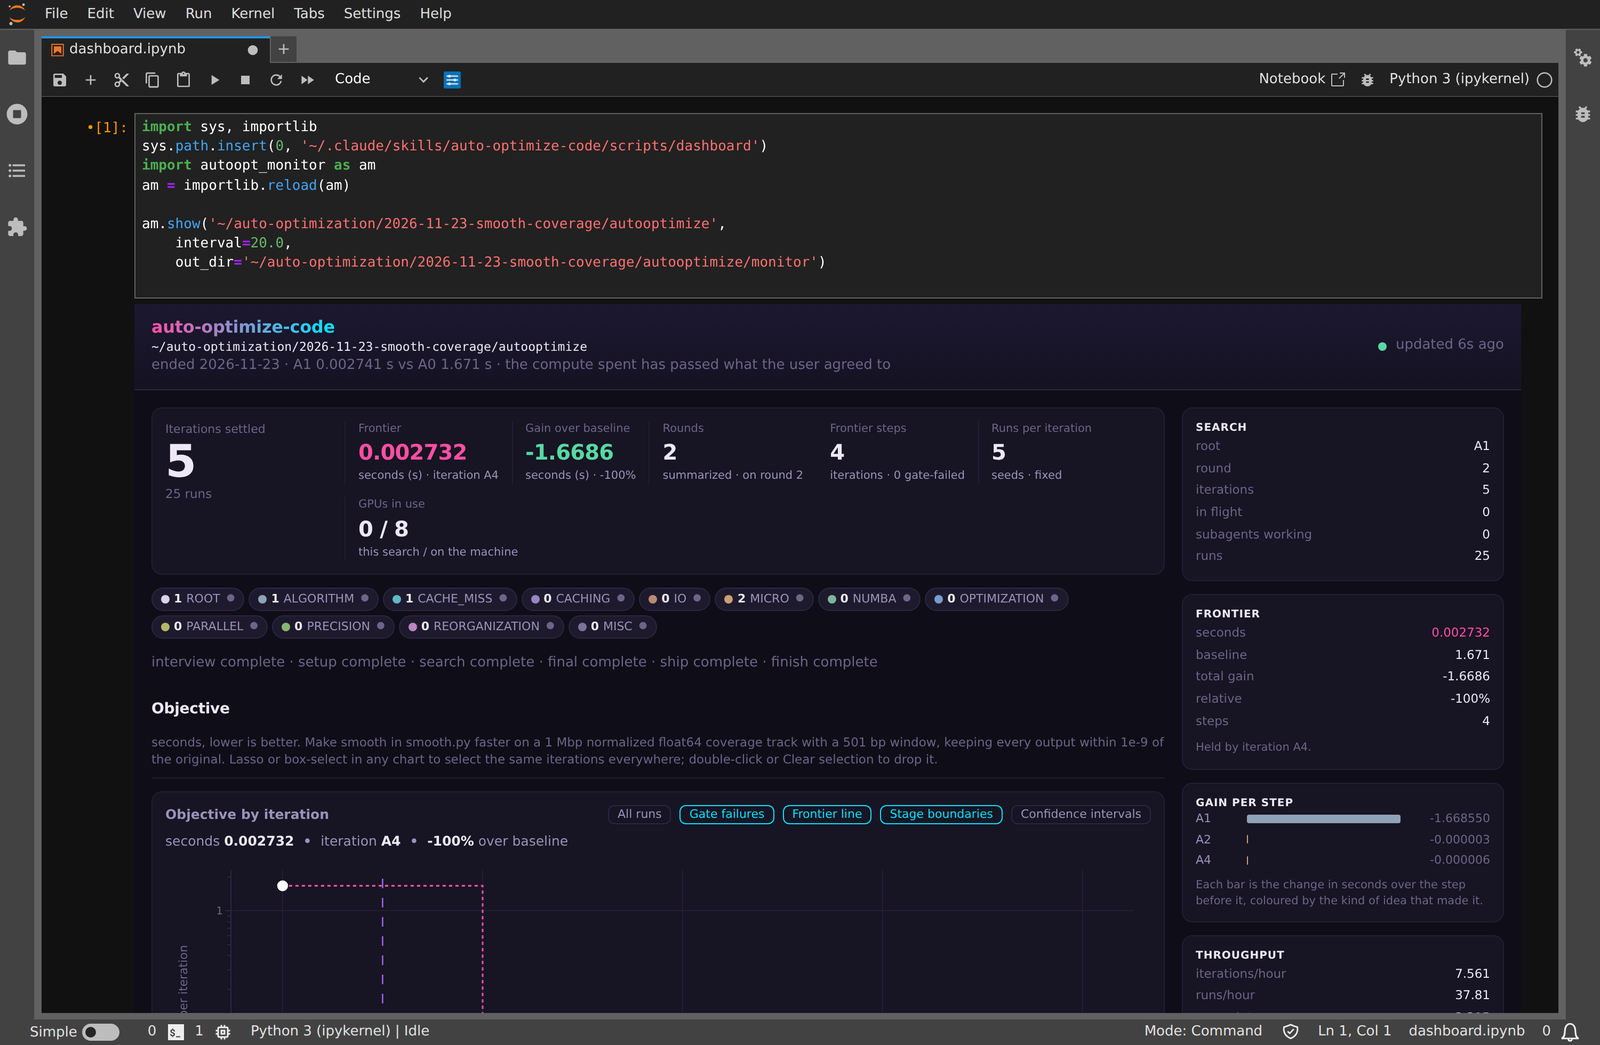 File Edit View Run Kernel Tabs Settings Help
dashboard.ipynb
Code
Notebook
Python 3 (ipykernel)
[1]:
import sys, importlib
sys.path.insert(0, '~/.claude/skills/auto-optimize-code/scripts/dashboard')
import autoopt_monitor as am
am = importlib.reload(am)
am.show('~/auto-optimization/2026-11-23-smooth-coverage/autooptimize',
interval=20.0,
out_dir='~/auto-optimization/2026-11-23-smooth-coverage/autooptimize/monitor')
auto-optimize-code
~/auto-optimization/2026-11-23-smooth-coverage/autooptimize
ended 2026-11-23 · A1 0.002741 s vs A0 1.671 s · the compute spent has passed what the user agreed to
updated 6s ago
Iterations settled
5
25 runs
Frontier
0.002732
seconds (s) · iteration A4
Gain over baseline
-1.6686
seconds (s) · -100%
Rounds
2
summarized · on round 2
Frontier steps
4
iterations · 0 gate-failed
Runs per iteration
5
seeds · fixed
GPUs in use
0 / 8
this search / on the machine
1 ROOT
1 ALGORITHM
1 CACHE_MISS
0 CACHING
0 IO
2 MICRO
0 NUMBA
0 OPTIMIZATION
0 PARALLEL
0 PRECISION
0 REORGANIZATION
0 MISC
interview complete · setup complete · search complete · final complete · ship complete · finish complete
Objective
seconds, lower is better. Make smooth in smooth.py faster on a 1 Mbp normalized float64 coverage track with a 501 bp window, keeping every output within 1e-9 of
the original. Lasso or box-select in any chart to select the same iterations everywhere; double-click or Clear selection to drop it.
Objective by iteration
All runs
Gate failures
Frontier line
Stage boundaries
Confidence intervals
seconds 0.002732 • iteration A4 • -100% over baseline
1
per iteration
SEARCH
root A1
round 2
iterations 5
in flight 0
subagents working 0
runs 25
FRONTIER
seconds 0.002732
baseline 1.671
total gain -1.6686
relative -100%
steps 4
Held by iteration A4.
GAIN PER STEP
A1 -1.668550
A2 -0.000003
A4 -0.000006
Each bar is the change in seconds over the step
before it, coloured by the kind of idea that made it.
THROUGHPUT
iterations/hour 7.561
runs/hour 37.81
Simple
0
1
Python 3 (ipykernel) | Idle
Mode: Command
Ln 1, Col 1
dashboard.ipynb
0